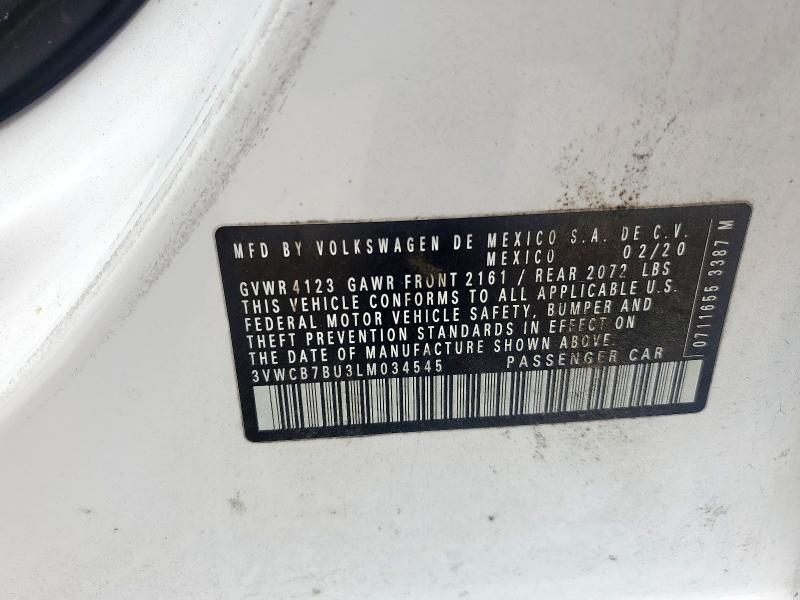 MFD BY VOLKSWAGEN DE MEXICO S.A. DE C.V.
MEXICO 02/20
GVWR 4123 GAWR FRONT 2161 / REAR 2072 LBS
THIS VEHICLE CONFORMS TO ALL APPLICABLE U.S.
FEDERAL MOTOR VEHICLE SAFETY, BUMPER AND
THEFT PREVENTION STANDARDS IN EFFECT ON
THE DATE OF MANUFACTURE SHOWN ABOVE.
3VWCB7BU3LM034545 PASSENGER CAR
0711655 3387 M